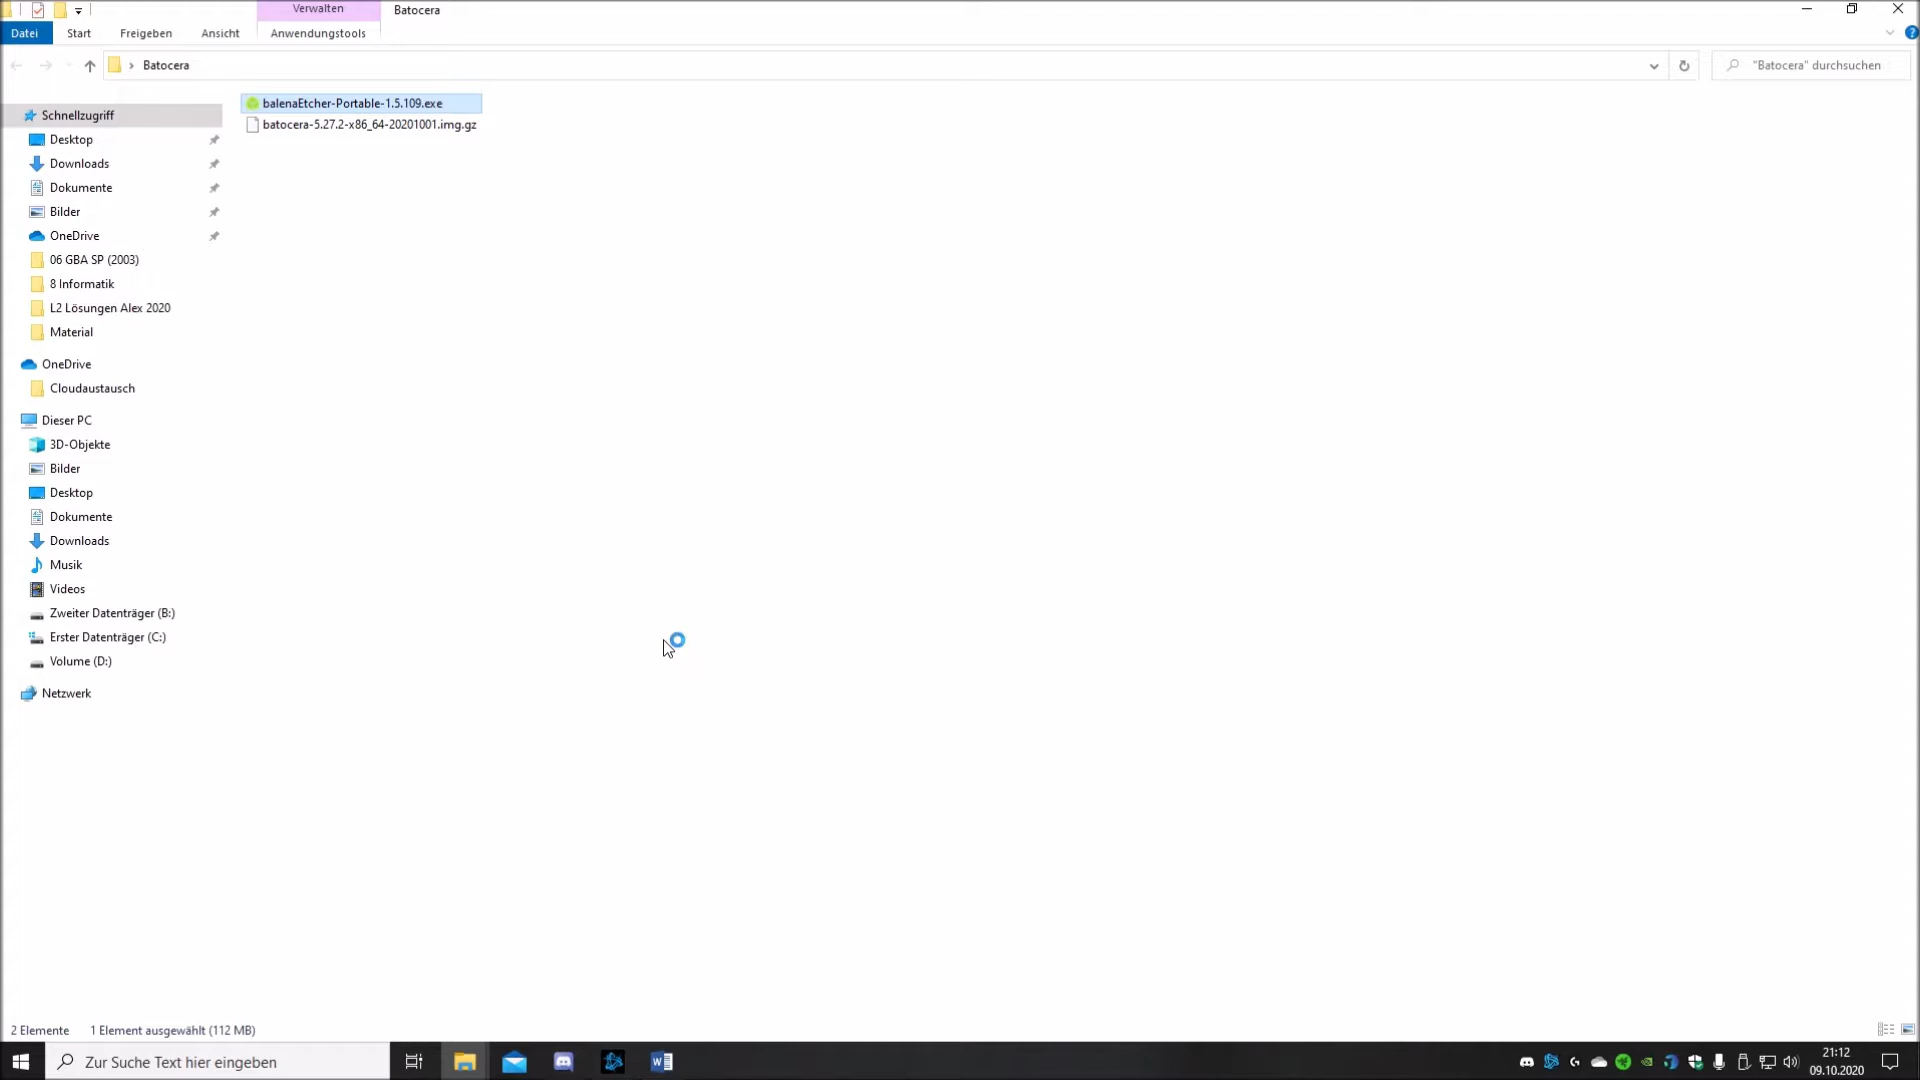 Verwalten
Batocera
Datei
Start
Freigeben
Ansicht
Anwendungstools
Batocera
"Batocera" durchsuchen
Schnellzugriff
Desktop
Downloads
Dokumente
Bilder
OneDrive
06 GBA SP (2003)
8 Informatik
L2 Lösungen Alex 2020
Material
OneDrive
Cloudaustausch
Dieser PC
3D-Objekte
Bilder
Desktop
Dokumente
Downloads
Musik
Videos
Zweiter Datenträger (B:)
Erster Datenträger (C:)
Volume (D:)
Netzwerk
balenaEtcher-Portable-1.5.109.exe
batocera-5.27.2-x86_64-20201001.img.gz
2 Elemente
1 Element ausgewählt (112 MB)
Zur Suche Text hier eingeben
21:12
09.10.2020